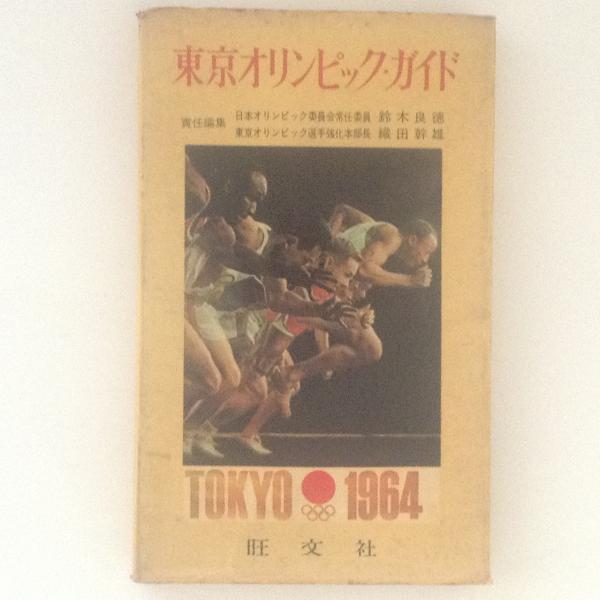 東京オリンピック・ガイド
責任編集
日本オリンピック委員会常任委員 鈴木良徳
東京オリンピック選手強化本部長 織田幹雄
TOKYO 1964
旺文社